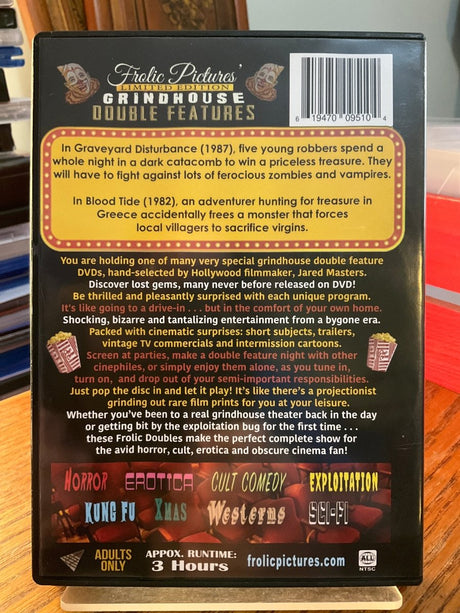 Frolic Pictures'
LIMITED EDITION
GRINDHOUSE
DOUBLE FEATURES
6 19470 09510 4
In Graveyard Disturbance (1987), five young robbers spend a
whole night in a dark catacomb to win a priceless treasure. They
will have to fight against lots of ferocious zombies and vampires.
In Blood Tide (1982), an adventurer hunting for treasure in
Greece accidentally frees a monster that forces
local villagers to sacrifice virgins.
You are holding one of many very special grindhouse double feature
DVDs, hand-selected by Hollywood filmmaker, Jared Masters.
Discover lost gems, many never before released on DVD!
Be thrilled and pleasantly surprised with each unique program.
It's like going to a drive-in . . . but in the comfort of your own home.
Shocking, bizarre and tantalizing entertainment from a bygone era.
Packed with cinematic surprises: short subjects, trailers,
vintage TV commercials and intermission cartoons.
Screen at parties, make a double feature night with other
cinephiles, or simply enjoy them alone, as you tune in,
turn on, and drop out of your semi-important responsibilities.
Just pop the disc in and let it play! It's like there's a projectionist
grinding out rare film prints for you at your leisure.
Whether you've been to a real grindhouse theater back in the day
or getting bit by the exploitation bug for the first time . . .
these Frolic Doubles make the perfect complete show for
the avid horror, cult, erotica and obscure cinema fan!
HORROR EROTICA CULT COMEDY EXPLOITATION
KUNG FU XMAS Westerns SCI-FI
ADULTS
ONLY
APPOX. RUNTIME:
3 Hours
frolicpictures.com
ALL
NTSC